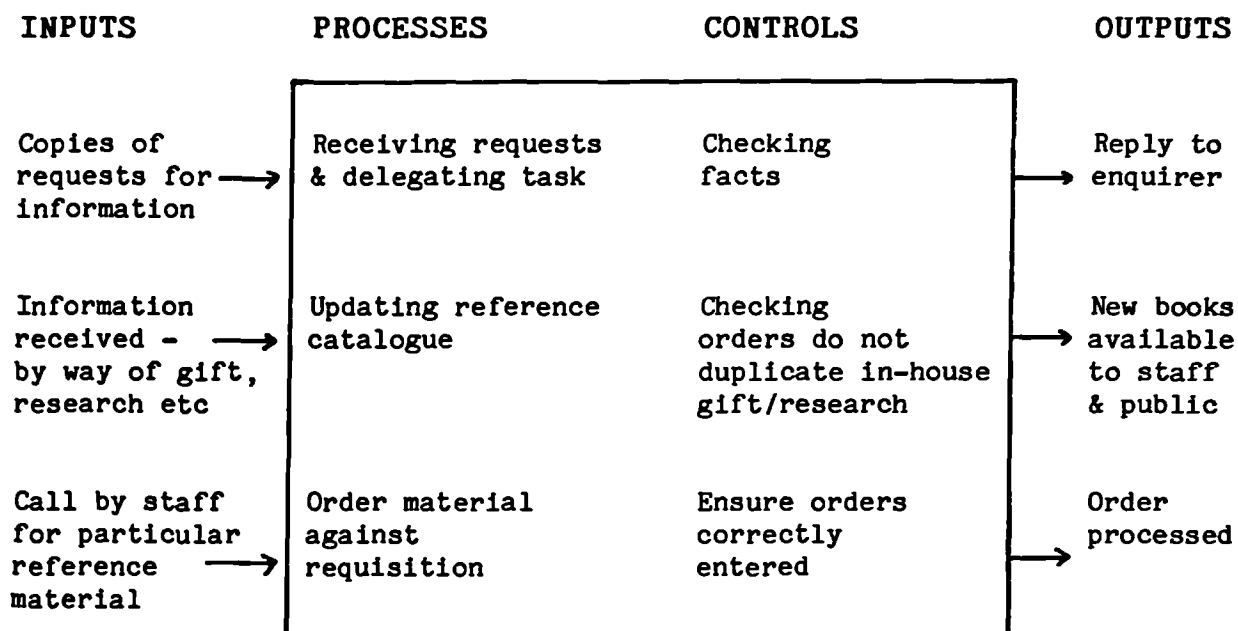 INPUTS PROCESSES CONTROLS OUTPUTS
Copies of
requests for
information
Receiving requests
& delegating task
Checking
facts
Reply to
enquirer
Information
received -
by way of gift,
research etc
Updating reference
catalogue
Checking
orders do not
duplicate in-house
gift/research
New books
available
to staff
& public
Call by staff
for particular
reference
material
Order material
against
requisition
Ensure orders
correctly
entered
Order
processed